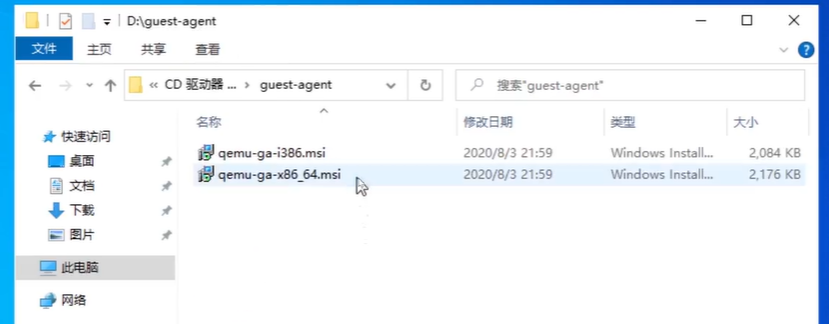 D:\guest-agent
文件 主页 共享 查看
« CD 驱动器 ... guest-agent 搜索"guest-agent"
名称 修改日期 类型 大小
快速访问
桌面
文档
下载
图片
此电脑
网络
qemu-ga-i386.msi 2020/8/3 21:59 Windows Install... 2,084 KB
qemu-ga-x86_64.msi 2020/8/3 21:59 Windows Install... 2,176 KB